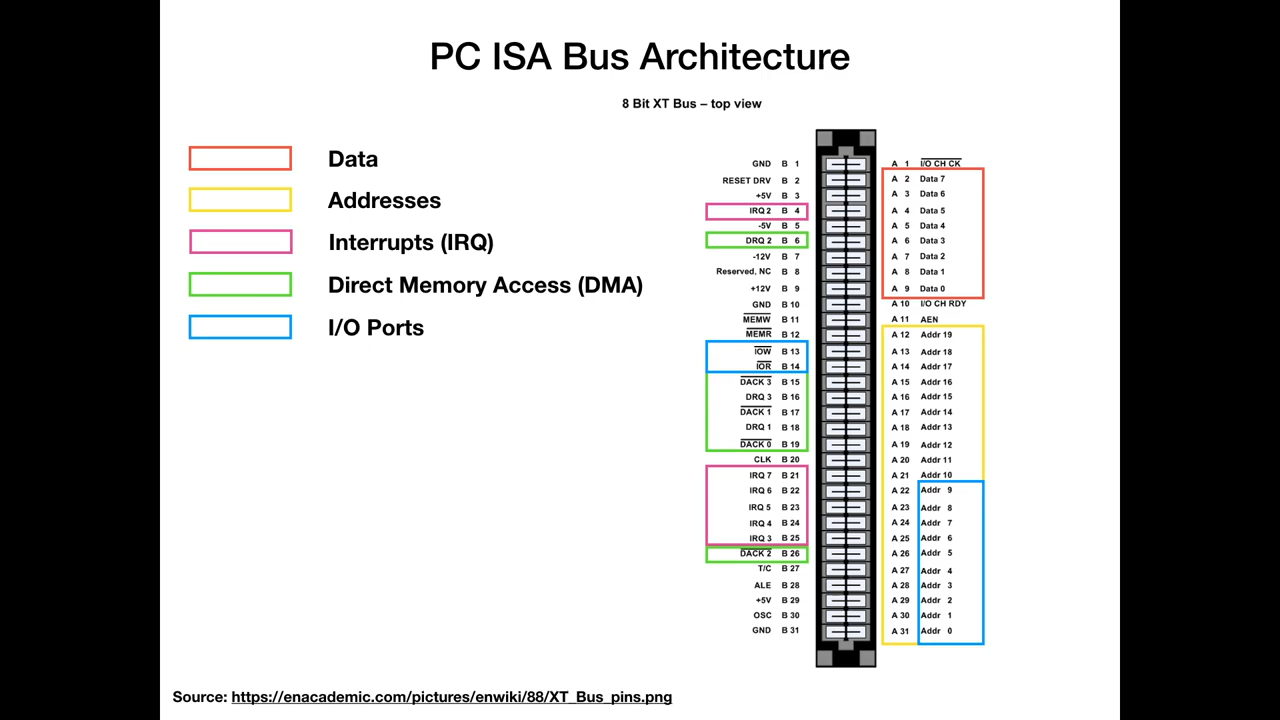 PC ISA Bus Architecture
8 Bit XT Bus – top view
Data
Addresses
Interrupts (IRQ)
Direct Memory Access (DMA)
I/O Ports
GND B 1
RESET DRV B 2
+5V B 3
IRQ 2 B 4
-5V B 5
DRQ 2 B 6
-12V B 7
Reserved, NC B 8
+12V B 9
GND B 10
MEMW B 11
MEMR B 12
IOW B 13
IOR B 14
DACK 3 B 15
DRQ 3 B 16
DACK 1 B 17
DRQ 1 B 18
DACK 0 B 19
CLK B 20
IRQ 7 B 21
IRQ 6 B 22
IRQ 5 B 23
IRQ 4 B 24
IRQ 3 B 25
DACK 2 B 26
T/C B 27
ALE B 28
+5V B 29
OSC B 30
GND B 31
A 1 I/O CH CK
A 2 Data 7
A 3 Data 6
A 4 Data 5
A 5 Data 4
A 6 Data 3
A 7 Data 2
A 8 Data 1
A 9 Data 0
A 10 I/O CH RDY
A 11 AEN
A 12 Addr 19
A 13 Addr 18
A 14 Addr 17
A 15 Addr 16
A 16 Addr 15
A 17 Addr 14
A 18 Addr 13
A 19 Addr 12
A 20 Addr 11
A 21 Addr 10
A 22 Addr 9
A 23 Addr 8
A 24 Addr 7
A 25 Addr 6
A 26 Addr 5
A 27 Addr 4
A 28 Addr 3
A 29 Addr 2
A 30 Addr 1
A 31 Addr 0
Source: https://enacademic.com/pictures/enwiki/88/XT_Bus_pins.png